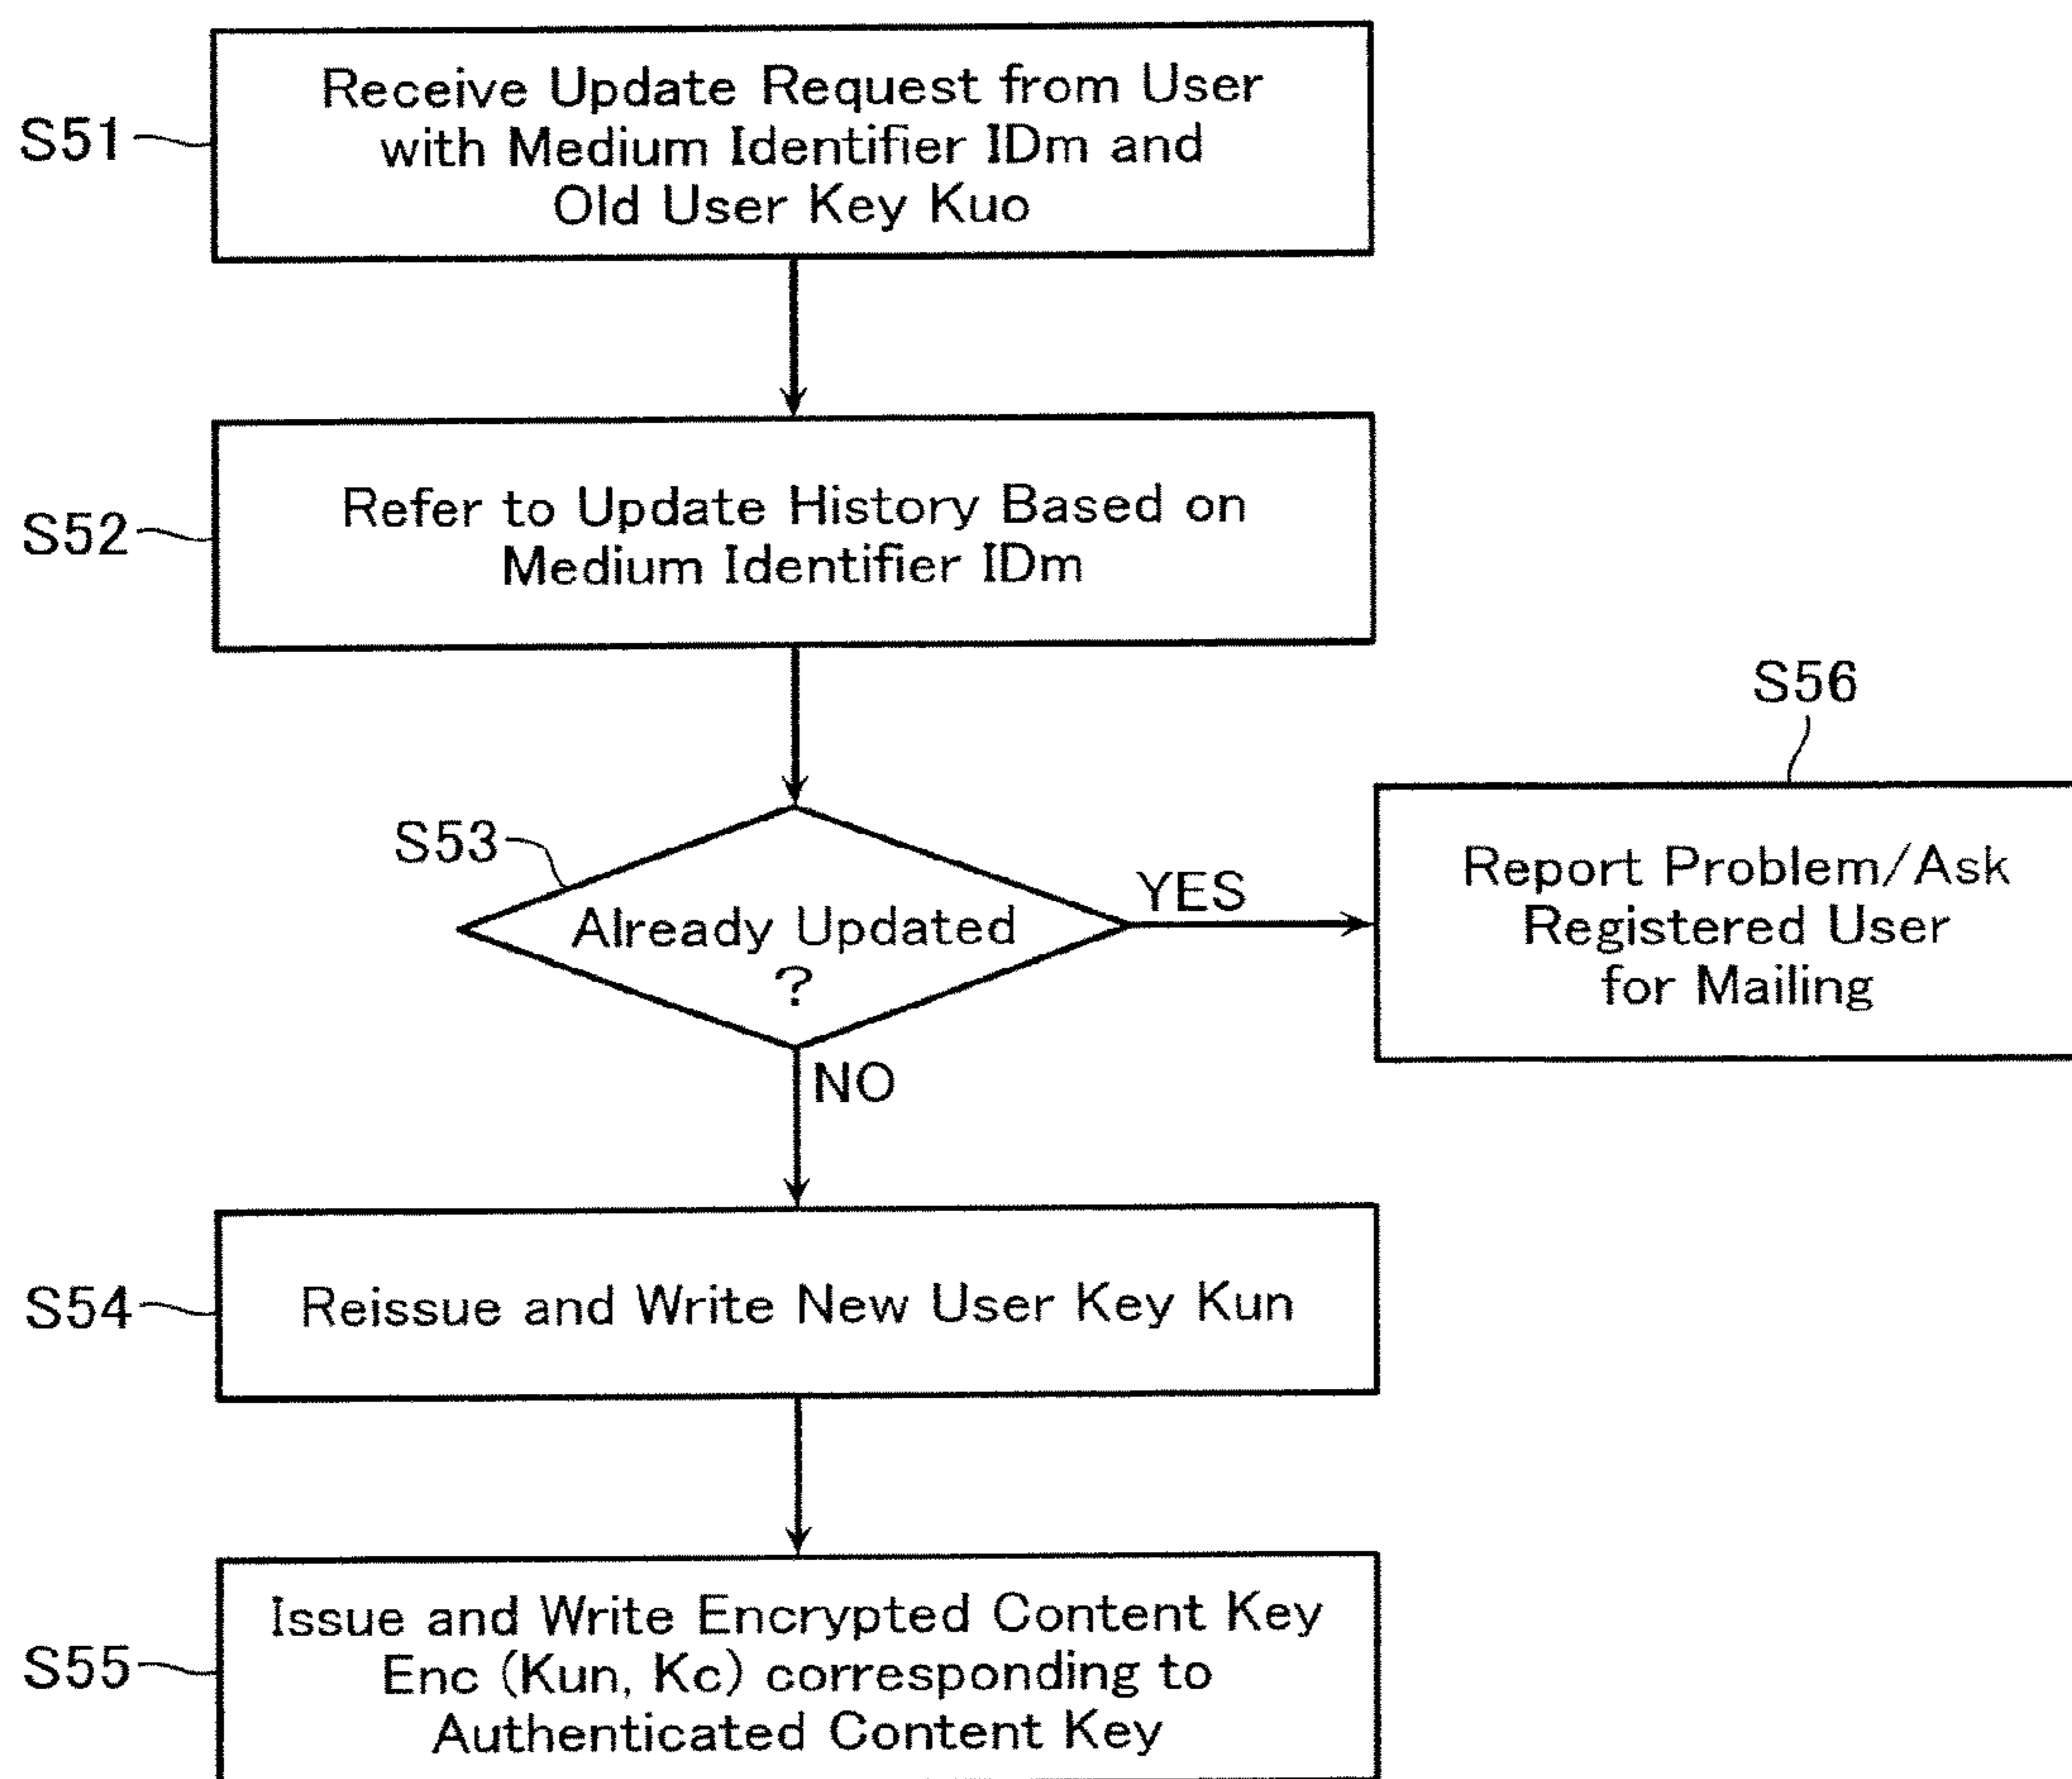 S51
Receive Update Request from User
with Medium Identifier IDm and
Old User Key Kuo
S52
Refer to Update History Based on
Medium Identifier IDm
S53
Already Updated
?
YES
NO
S56
Report Problem/Ask
Registered User
for Mailing
S54
Reissue and Write New User Key Kun
S55
Issue and Write Encrypted Content Key
Enc (Kun, Kc) corresponding to
Authenticated Content Key